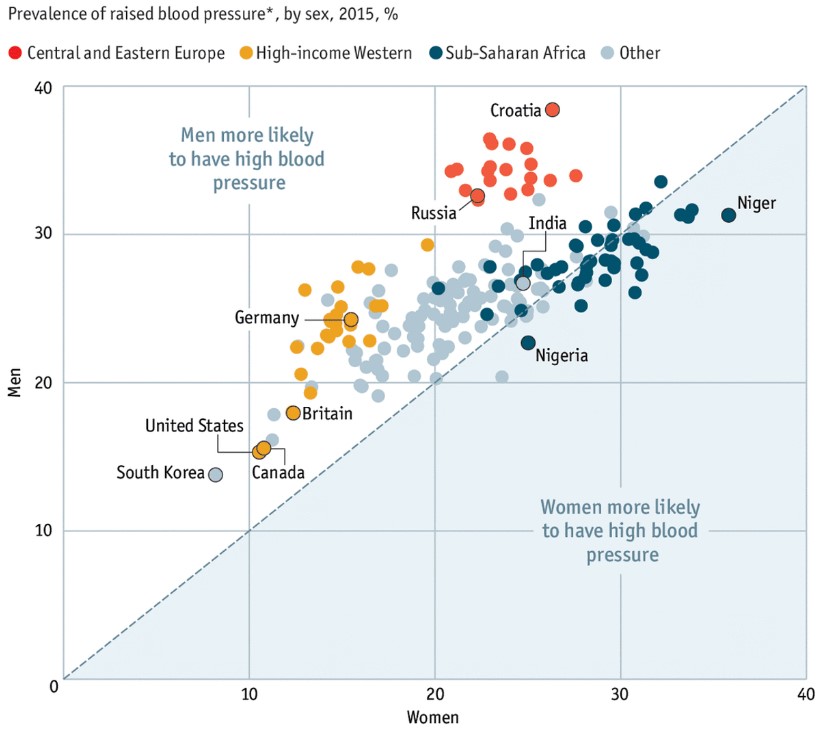 Prevalence of raised blood pressure*, by sex, 2015, %
Central and Eastern Europe
High-income Western
Sub-Saharan Africa
Other
40
Croatia
Men more likely
to have high blood
pressure
Russia
India
Niger
30
Germany
Nigeria
Men
20
Britain
United States
South Korea
Canada
Women more likely
to have high blood
pressure
10
0
10
20
30
40
Women